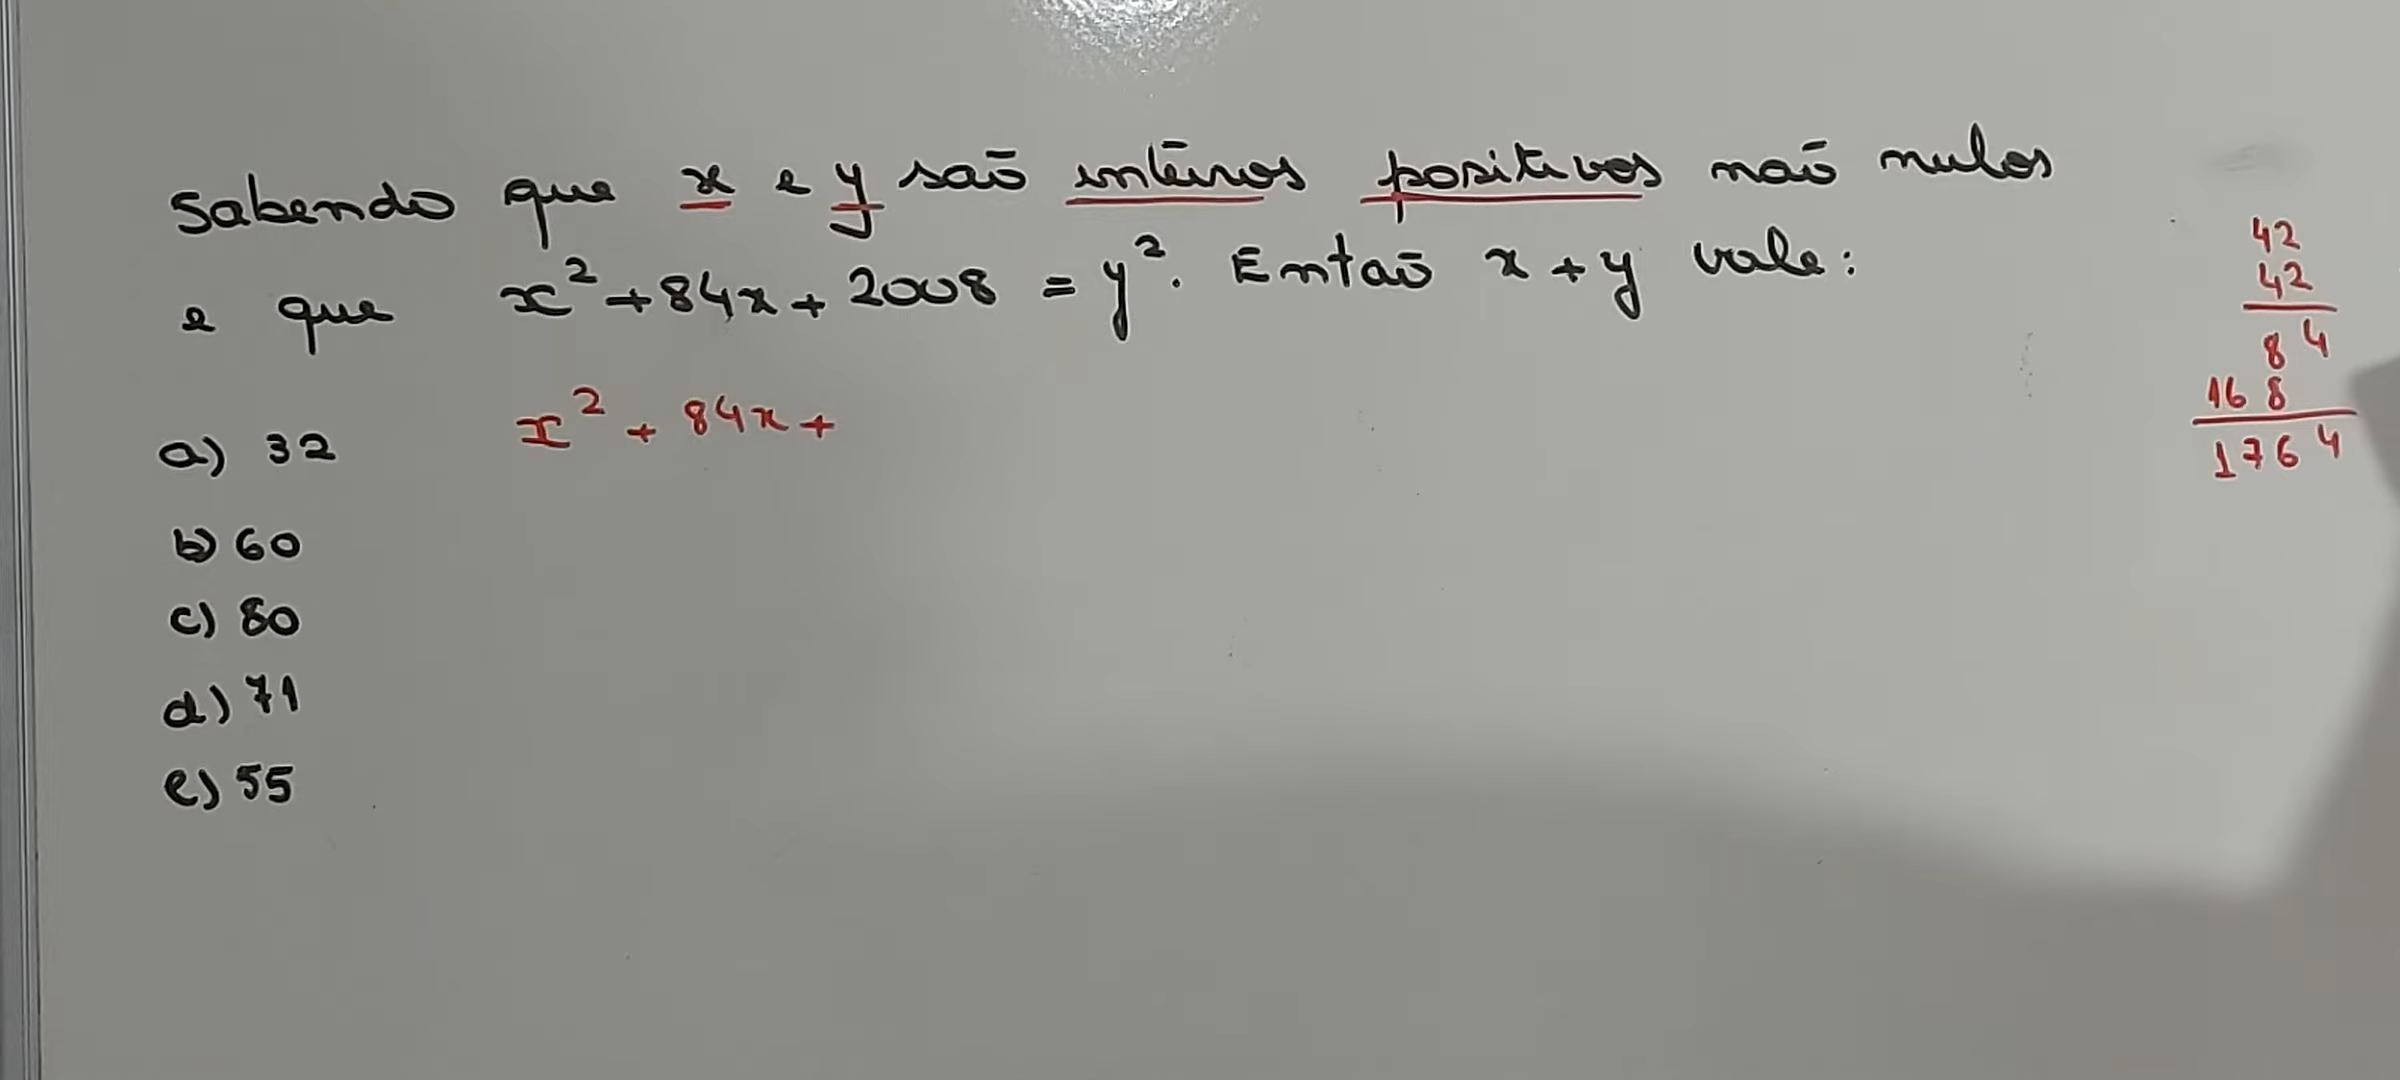 Sabendo que x e y são inteiros positivos não nulos
e que x² + 84x + 2008 = y². Então x + y vale:
x² + 84x +
a) 32
b) 60
c) 80
d) 71
e) 55
42
42
84
168
1764